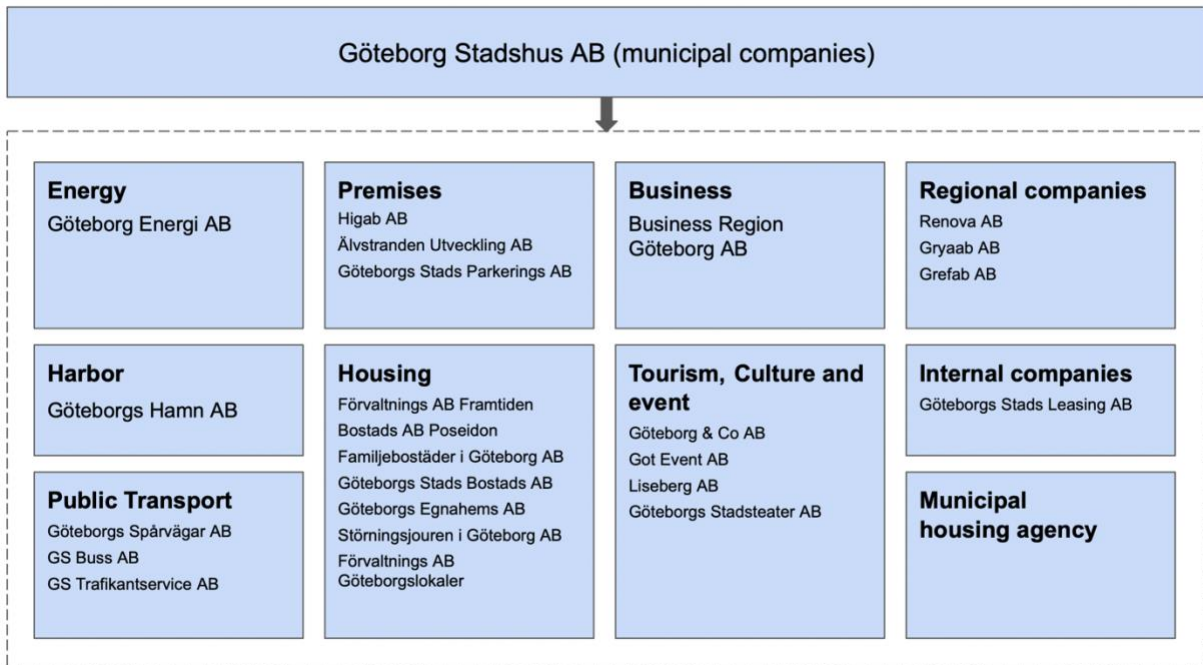 Göteborg Stadshus AB (municipal companies)
Energy
Göteborg Energi AB
Premises
Higab AB
Älvstranden Utveckling AB
Göteborgs Stads Parkerings AB
Business
Business Region
Göteborg AB
Regional companies
Renova AB
Gryaab AB
Grefab AB
Harbor
Göteborgs Hamn AB
Housing
Förvaltnings AB Framtiden
Bostads AB Poseidon
Familjebostäder i Göteborg AB
Göteborgs Stads Bostads AB
Göteborgs Egnahems AB
Störningsjouren i Göteborg AB
Förvaltnings AB
Göteborgslokaler
Tourism, Culture and
event
Göteborg & Co AB
Got Event AB
Liseberg AB
Göteborgs Stadsteater AB
Internal companies
Göteborgs Stads Leasing AB
Public Transport
Göteborgs Spårvägar AB
GS Buss AB
GS Trafikantservice AB
Municipal
housing agency